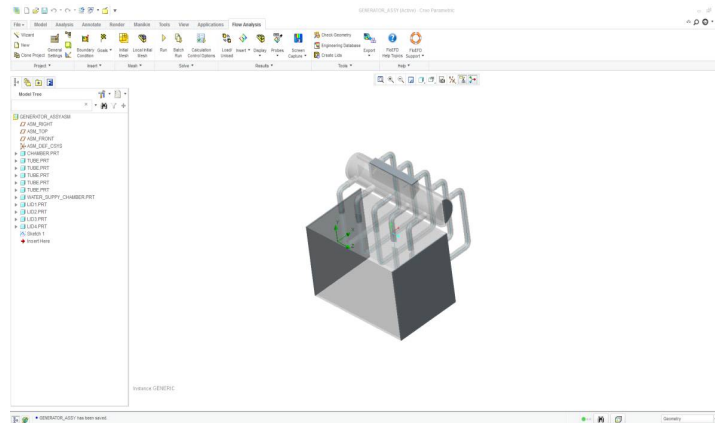 GENERATOR_ASSY (Active) - Creo Parametric
File Model Analysis Annotate Render Manikin Tools View Applications Flow Analysis
Wizard
New
Clone Project
General Settings
Boundary Condition
Goals
Initial Mesh
Local Initial Mesh
Run
Batch Run
Calculation Control Options
Load/ Unload
Insert
Display
Probes
Screen Capture
Check Geometry
Engineering Database
Create Lids
Export
FloEFD Help Topics
FloEFD Support
Project Insert Mesh Solve Results Tools Help
Model Tree
GENERATOR_ASSY.ASM
ASM_RIGHT
ASM_TOP
ASM_FRONT
ASM_DEF_CSYS
CHAMBER.PRT
TUBE.PRT
TUBE.PRT
TUBE.PRT
TUBE.PRT
TUBE.PRT
WATER_SUPPY_CHAMBER.PRT
LID1.PRT
LID2.PRT
LID3.PRT
LID4.PRT
Sketch 1
Insert Here
Instance: GENERIC
GENERATOR_ASSY has been saved.
Geometry